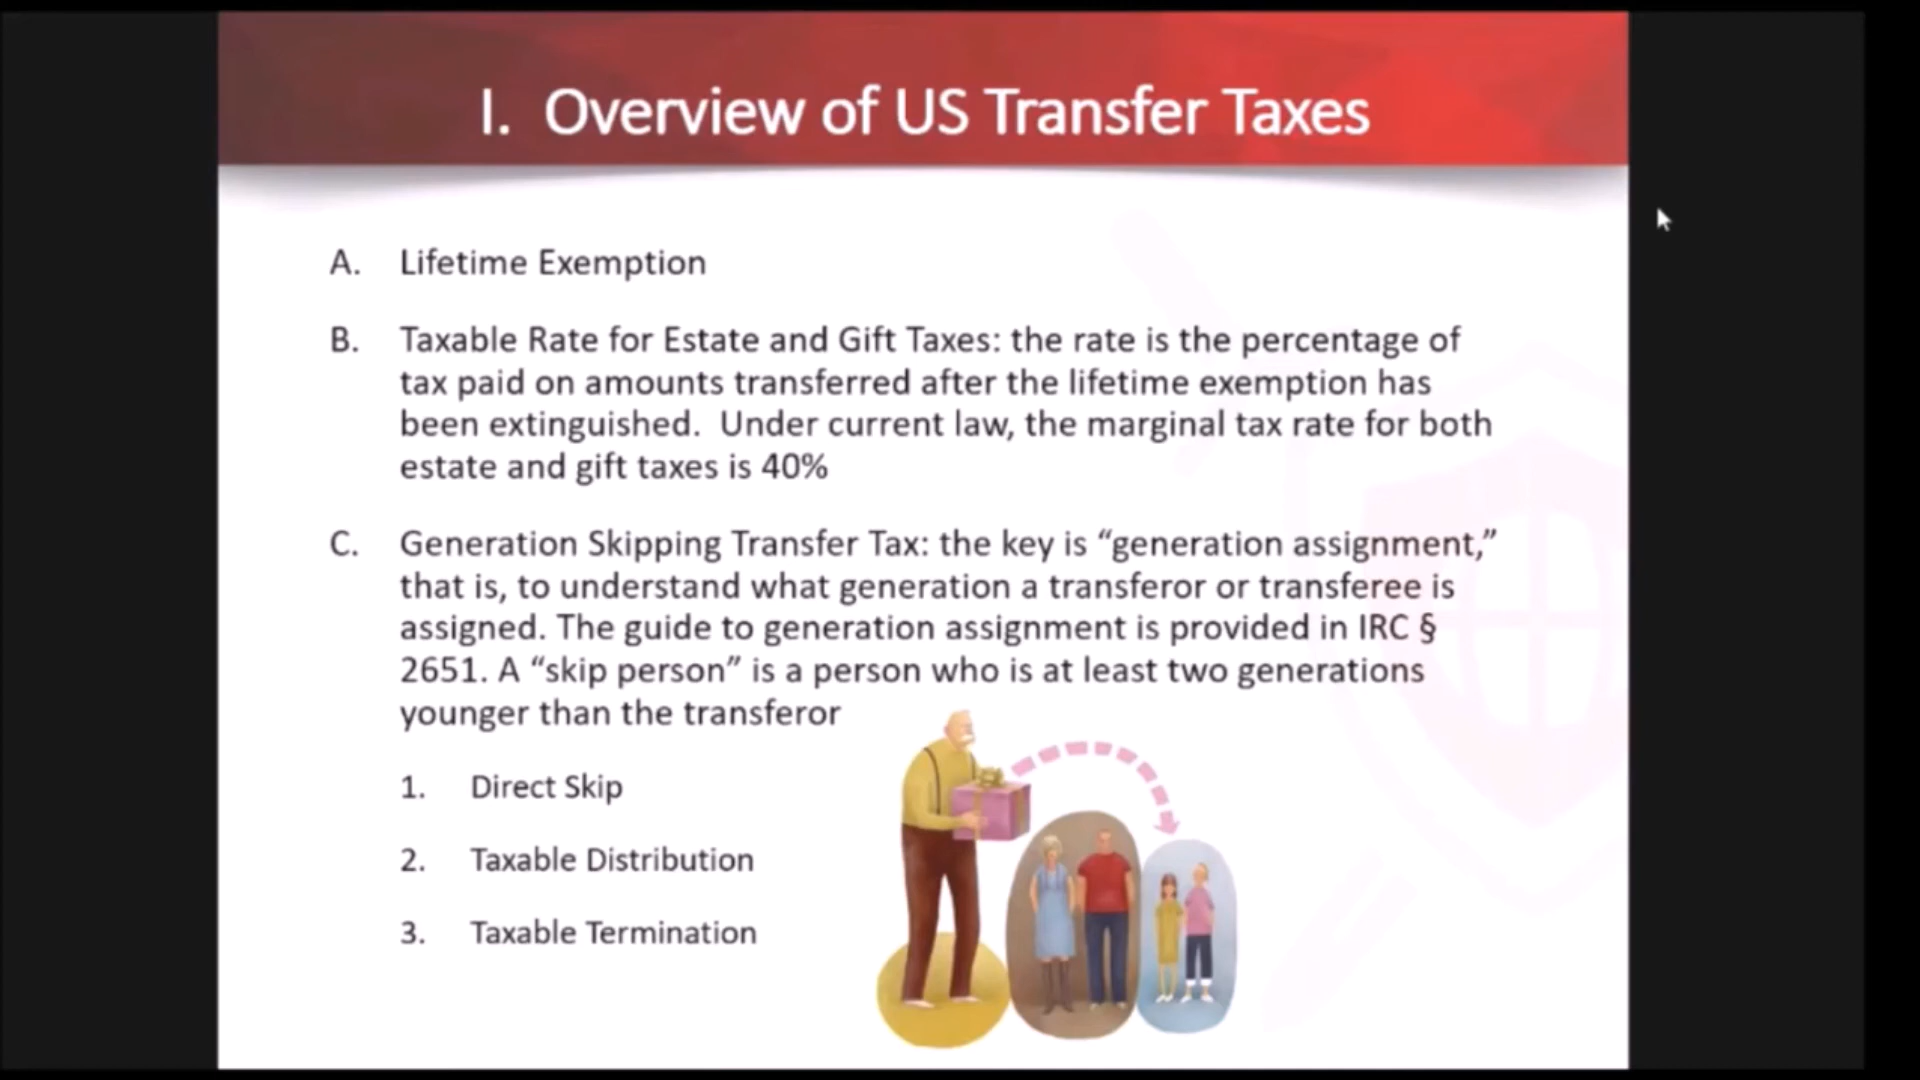 I. Overview of US Transfer Taxes
A. Lifetime Exemption
B. Taxable Rate for Estate and Gift Taxes: the rate is the percentage of
tax paid on amounts transferred after the lifetime exemption has
been extinguished. Under current law, the marginal tax rate for both
estate and gift taxes is 40%
C. Generation Skipping Transfer Tax: the key is “generation assignment,”
that is, to understand what generation a transferor or transferee is
assigned. The guide to generation assignment is provided in IRC §
2651. A “skip person” is a person who is at least two generations
younger than the transferor
1. Direct Skip
2. Taxable Distribution
3. Taxable Termination